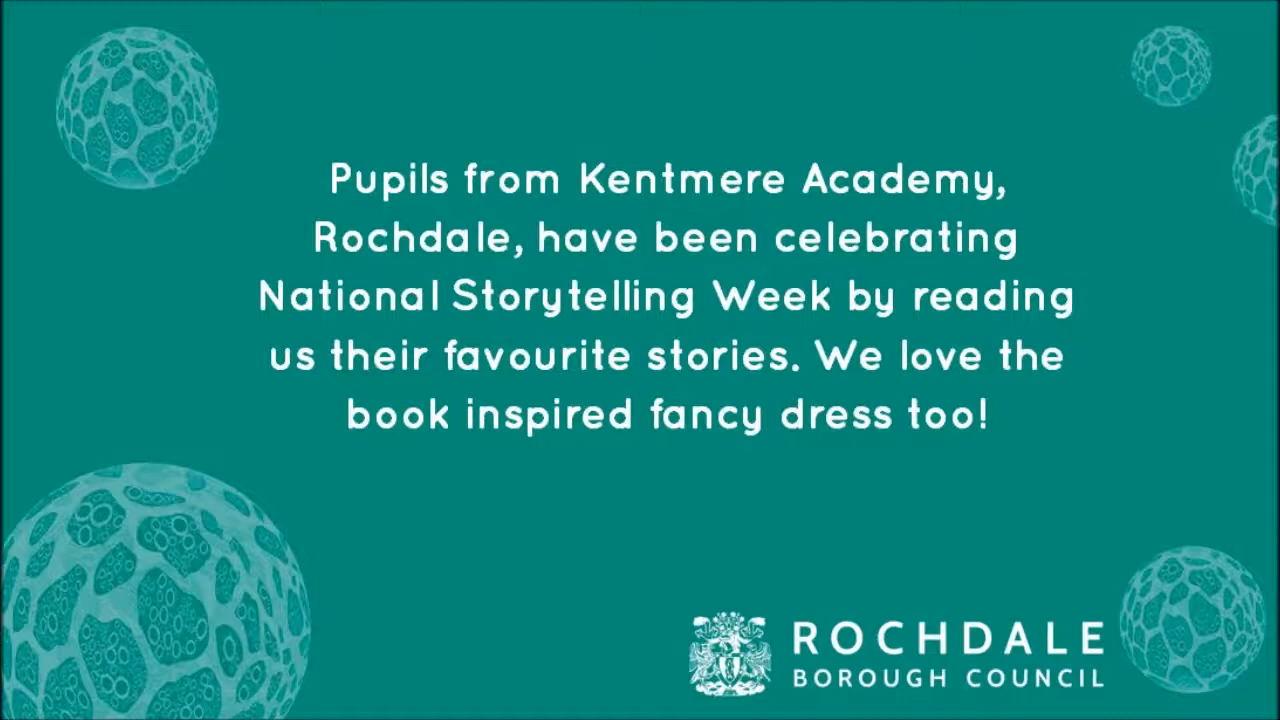 Pupils from Kentmere Academy,
Rochdale, have been celebrating
National Storytelling Week by reading
us their favourite stories. We love the
book inspired fancy dress too!
ROCHDALE
BOROUGH COUNCIL